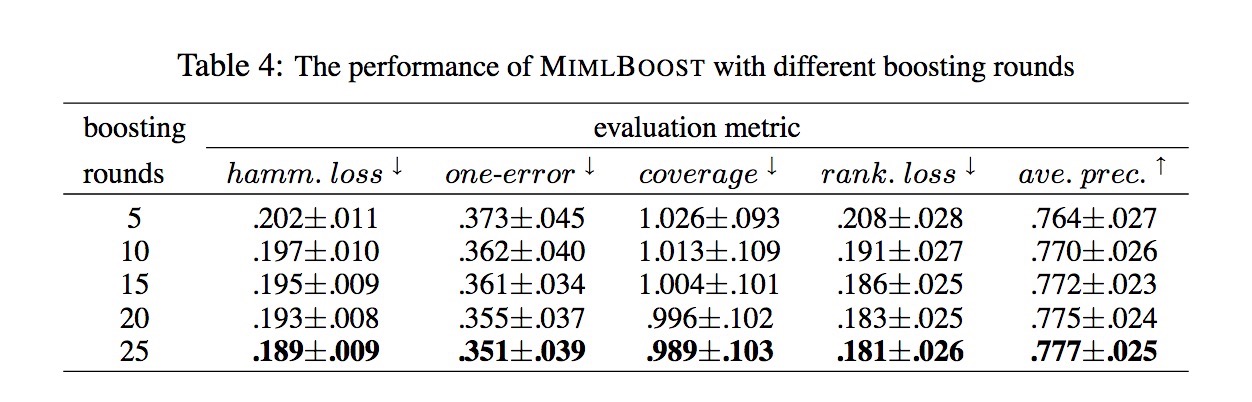 Table 4: The performance of MIMLBOOST with different boosting rounds
boosting evaluation metric
rounds hamm. loss ↓ one-error ↓ coverage ↓ rank. loss ↓ ave. prec. ↑
5 .202±.011 .373±.045 1.026±.093 .208±.028 .764±.027
10 .197±.010 .362±.040 1.013±.109 .191±.027 .770±.026
15 .195±.009 .361±.034 1.004±.101 .186±.025 .772±.023
20 .193±.008 .355±.037 .996±.102 .183±.025 .775±.024
25 .189±.009 .351±.039 .989±.103 .181±.026 .777±.025